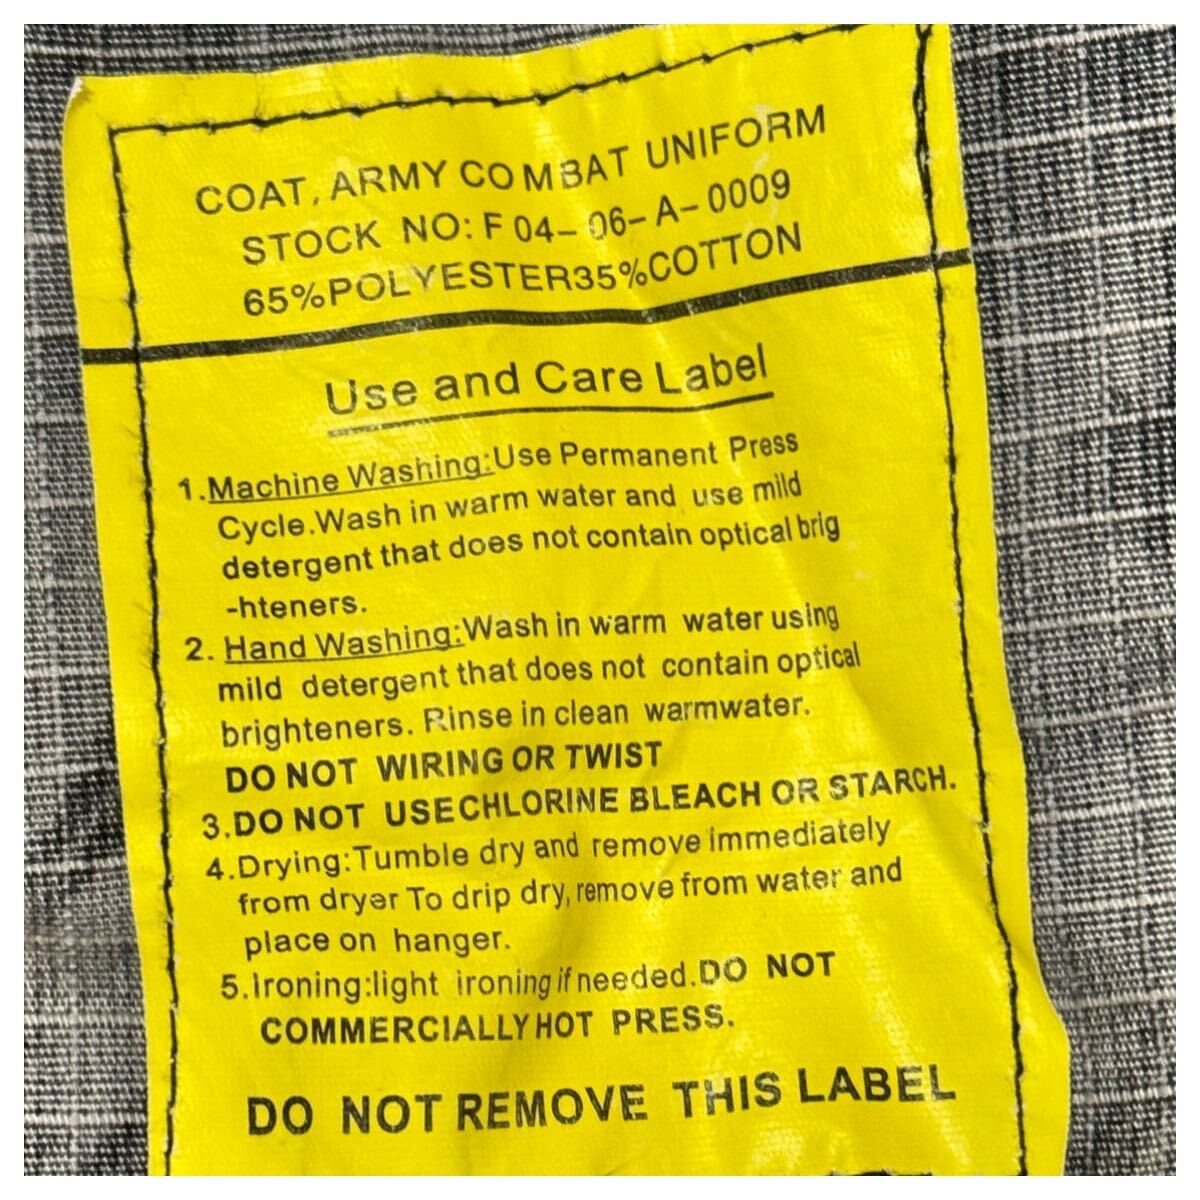 COAT, ARMY COMBAT UNIFORM
STOCK NO: F 04-06-A-0009
65%POLYESTER35%COTTON
Use and Care Label
1.Machine Washing:Use Permanent Press
Cycle.Wash in warm water and use mild
detergent that does not contain optical brig
-hteners.
2. Hand Washing:Wash in warm water using
mild detergent that does not contain optical
brighteners. Rinse in clean warmwater.
DO NOT WIRING OR TWIST
3.DO NOT USECHLORINE BLEACH OR STARCH.
4.Drying:Tumble dry and remove immediately
from dryer To drip dry,remove from water and
place on hanger.
5.Ironing:light ironing if needed.DO NOT
COMMERCIALLYHOT PRESS.
DO NOT REMOVE THIS LABEL